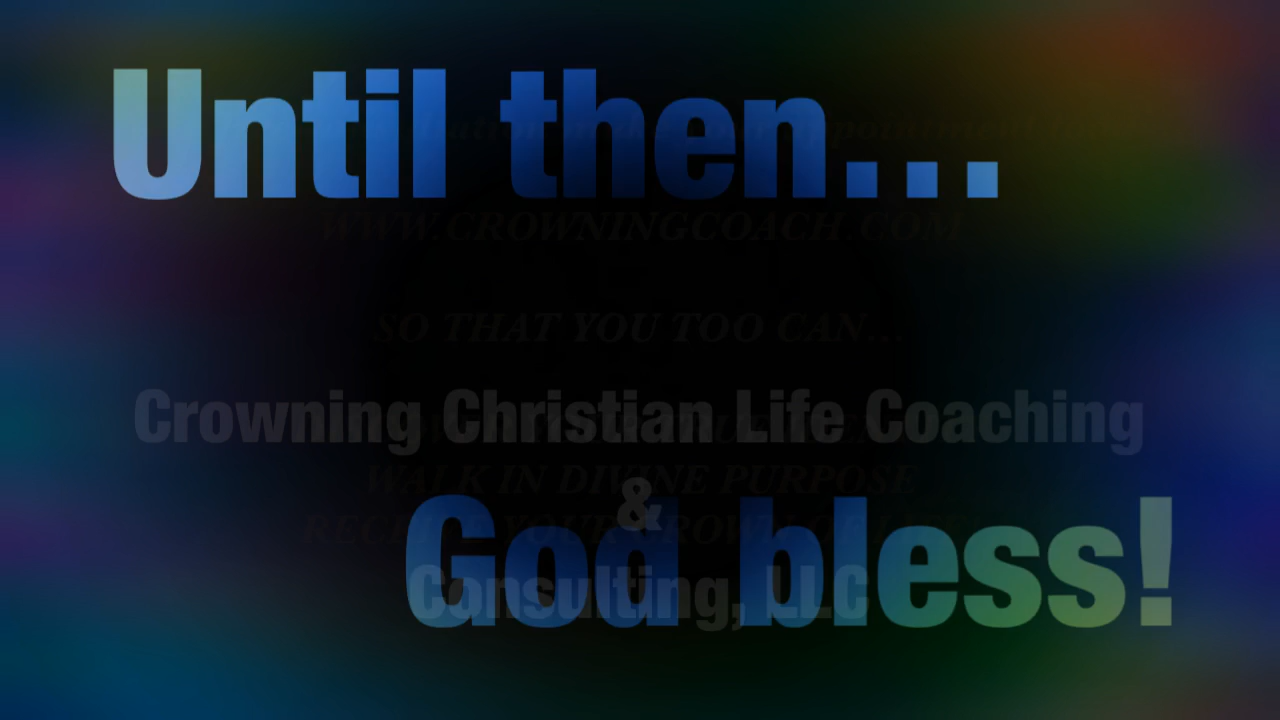 Until then...
WWW.CROWNINGCOACH.COM
SO THAT YOU TOO CAN...
Crowning Christian Life Coaching
WALK IN DIVINE PURPOSE
&
God bless!
Consulting, LLC